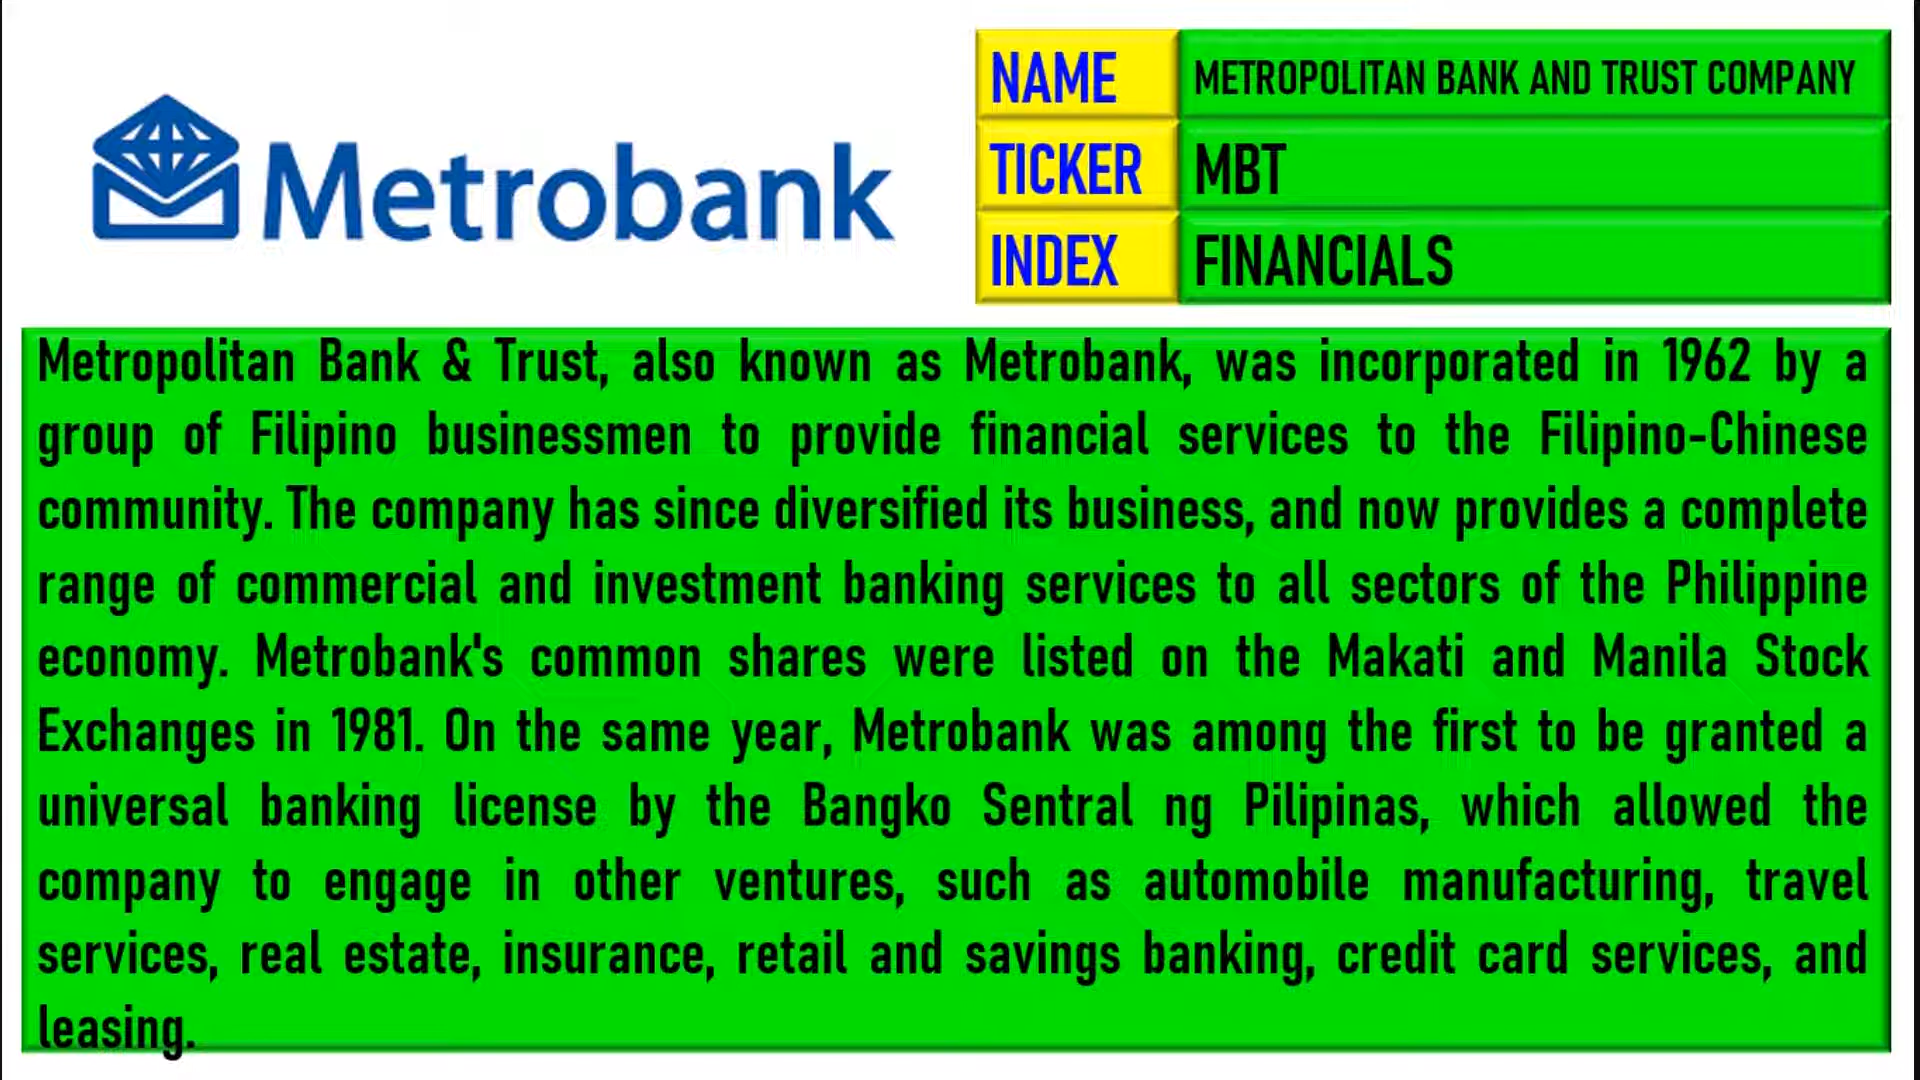 Metrobank
NAME METROPOLITAN BANK AND TRUST COMPANY
TICKER MBT
INDEX FINANCIALS
Metropolitan Bank & Trust, also known as Metrobank, was incorporated in 1962 by a
group of Filipino businessmen to provide financial services to the Filipino-Chinese
community. The company has since diversified its business, and now provides a complete
range of commercial and investment banking services to all sectors of the Philippine
economy. Metrobank's common shares were listed on the Makati and Manila Stock
Exchanges in 1981. On the same year, Metrobank was among the first to be granted a
universal banking license by the Bangko Sentral ng Pilipinas, which allowed the
company to engage in other ventures, such as automobile manufacturing, travel
services, real estate, insurance, retail and savings banking, credit card services, and
leasing.